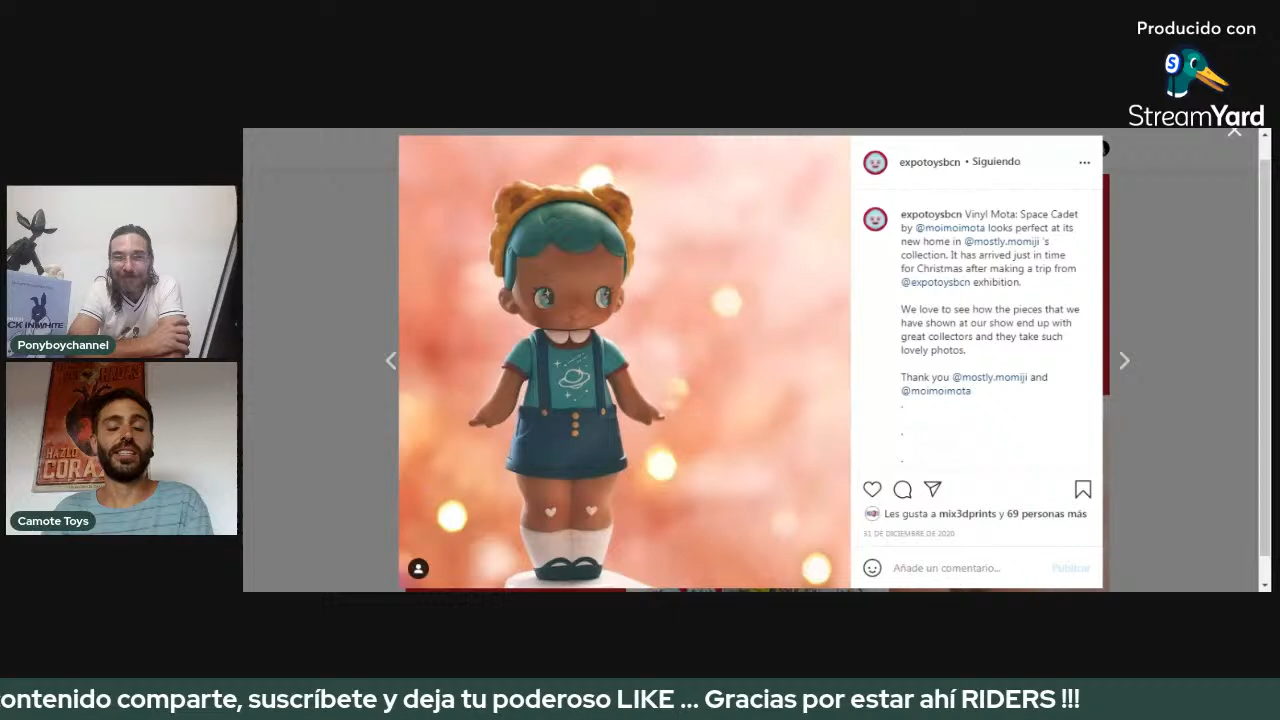 Producido con
StreamYard
expotoysbcn • Siguiendo
expotoysbcn Vinyl Mota: Space Cadet
by @moimoimota looks perfect at its
new home in @mostly.momiji 's
collection. It has arrived just in time
for Christmas after making a trip from
@expotoysbcn exhibition.
We love to see how the pieces that we
have shown at our show end up with
great collectors and they take such
lovely photos.
Thank you @mostly.momiji and
@moimoimota
.
.
.
Les gusta a mix3dprints y 69 personas más
31 DE DICIEMBRE DE 2020
Añade un comentario...
Publicar
CK INWHITE
Ponyboychannel
HAZLO
CORA
Camote Toys
ontenido comparte, suscríbete y deja tu poderoso LIKE ... Gracias por estar ahí RIDERS !!!